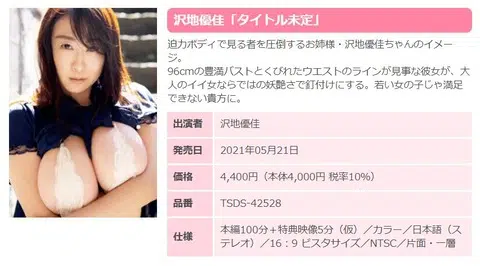 沢地優佳「タイトル未定」
迫力ボディで見る者を圧倒するお姉様・沢地優佳ちゃんのイメージ。
96cmの豊満バストとくびれたウエストのラインが見事な彼女が、大
人のイイ女ならではの妖艶さで釘付けにする。若い女の子じゃ満足
できない貴方に。
出演者 沢地優佳
発売日 2021年05月21日
価格 4,400円（本体4,000円 税率10%）
品番 TSDS-42528
仕様 本編100分＋特典映像5分（仮）／カラー／日本語（ス
テレオ）／16：9 ビスタサイズ／NTSC／片面・一層